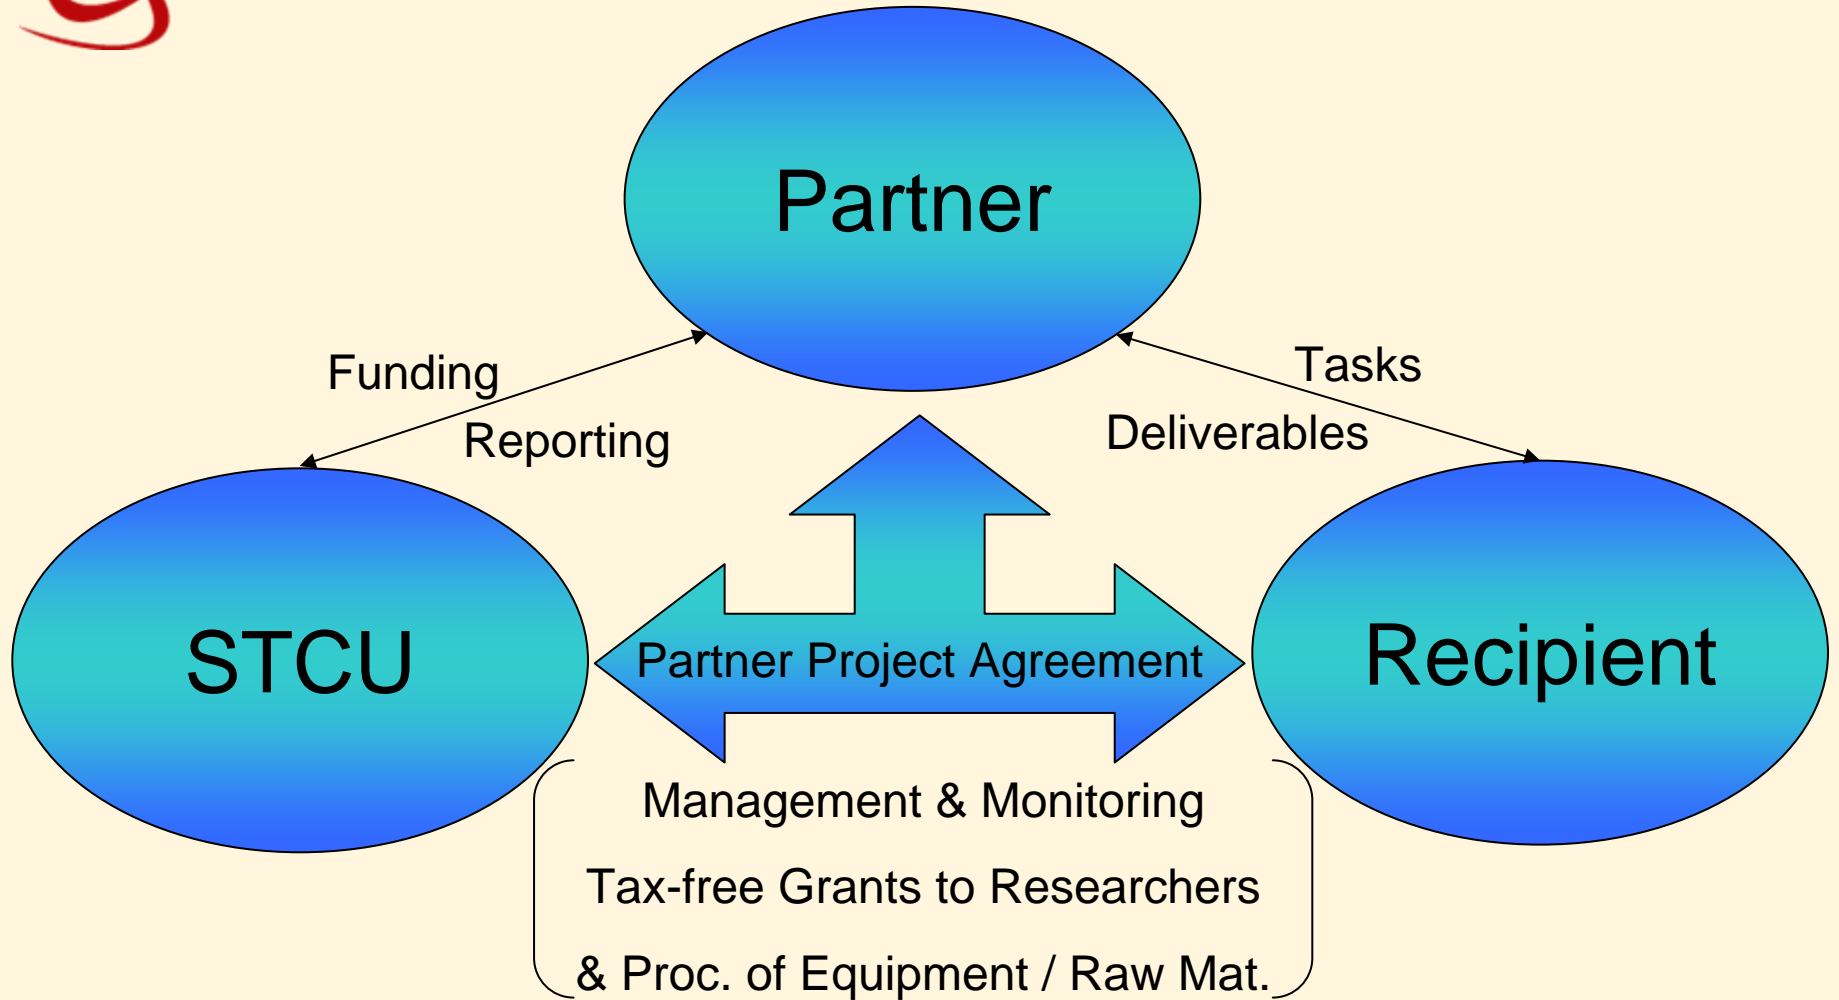 Partner
Funding
Tasks
Reporting
Deliverables
STCU
Partner Project Agreement
Recipient
Management & Monitoring
Tax-free Grants to Researchers
& Proc. of Equipment / Raw Mat.